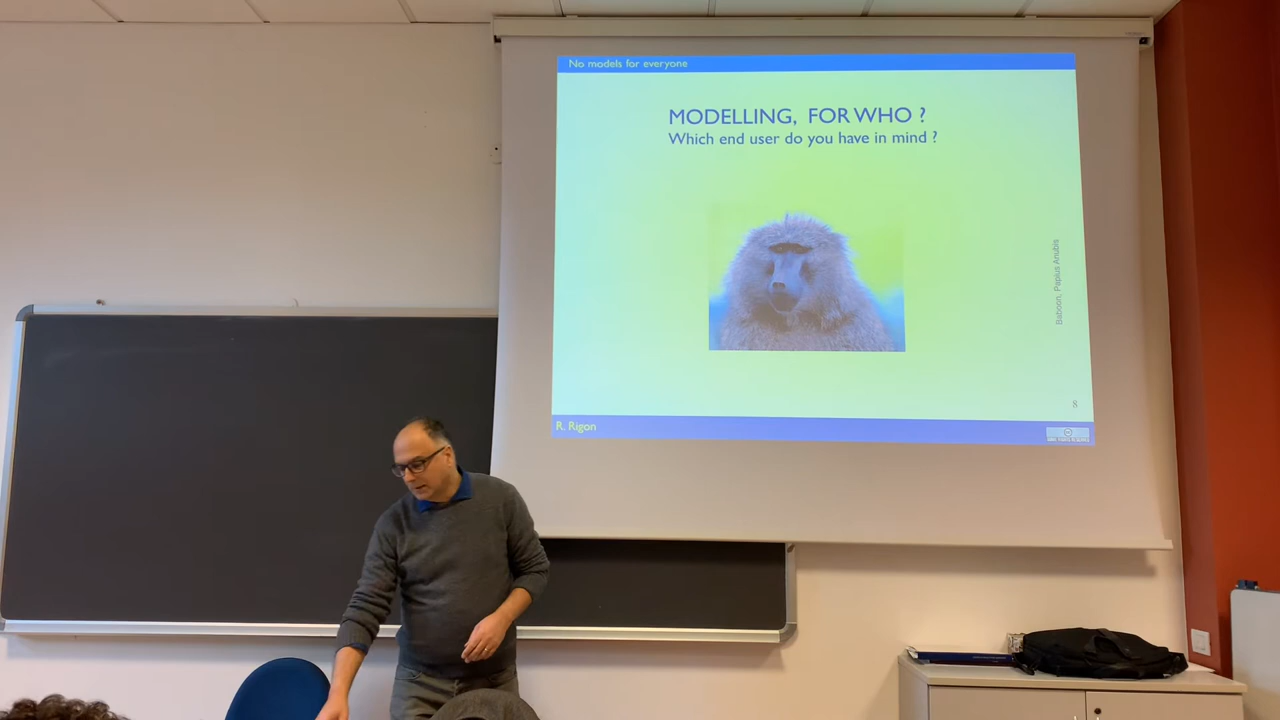 No models for everyone
MODELLING, FOR WHO ?
Which end user do you have in mind ?
Baboon, Papius Anubis
8
R. Rigon